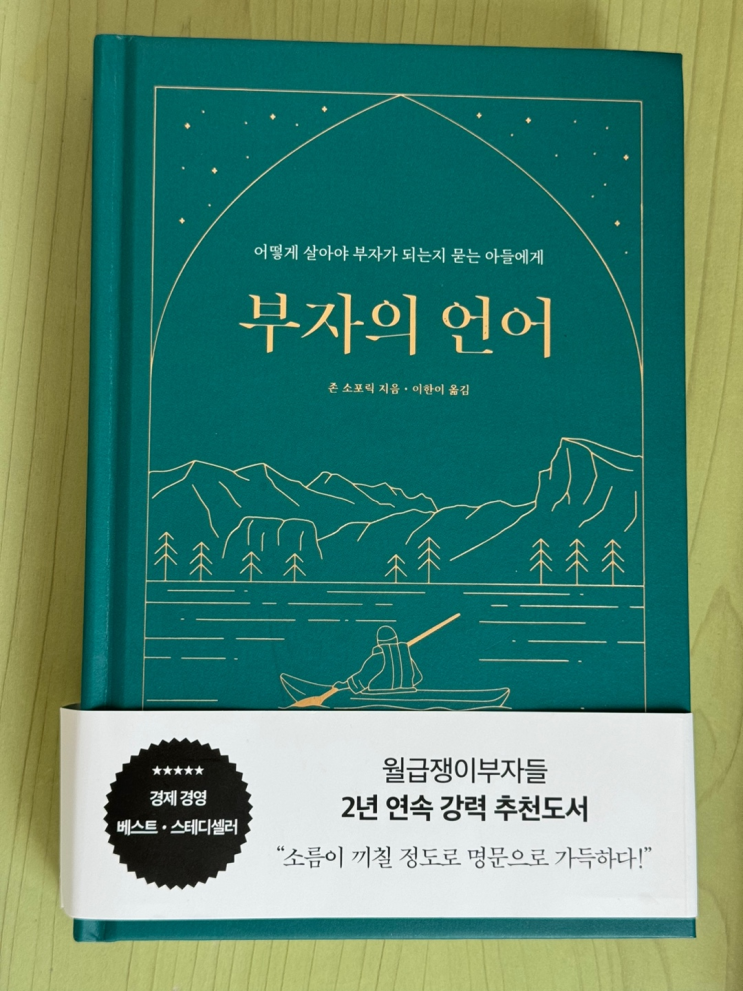 어떻게 살아야 부자가 되는지 묻는 아들에게
부자의 언어
존 소포릭 지음 · 이한이 옮김
★★★★★
경제 경영
베스트 · 스테디셀러
월급쟁이부자들
2년 연속 강력 추천도서
“소름이 끼칠 정도로 명문으로 가득하다!”